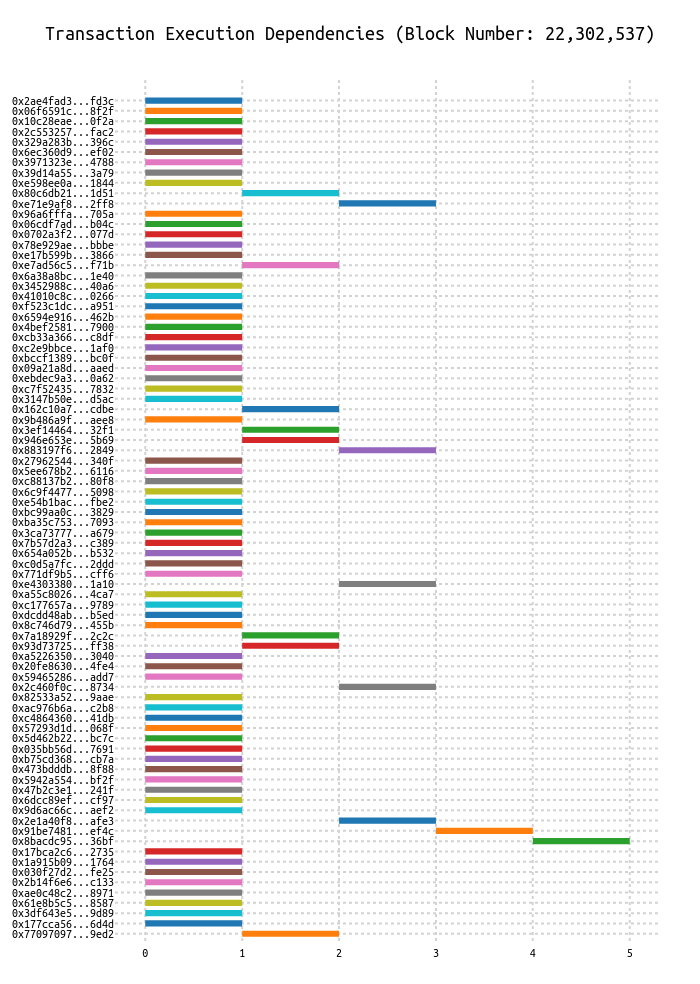 Transaction Execution Dependencies (Block Number: 22,302,537)
0x2ae4fad3...fd3c
0x06f6591c...8f2f
0x10c28eae...0f2a
0x2c553257...fac2
0x329a283b...396c
0x6ec360d9...ef02
0x3971323e...4788
0x39d14a55...3a79
0xe598ee0a...1844
0x80c6db21...1d51
0xe71e9af8...2ff8
0x96a6fffa...705a
0x06cdf7ad...b04c
0x0702a3f2...077d
0x78e929ae...bbbe
0xe17b599b...3866
0xe7ad56c5...f71b
0x6a38a8bc...1e40
0x3452988c...40a6
0x41010c8c...0266
0xf523c1dc...a951
0x6594e916...462b
0x4bef2581...7900
0xcb33a366...c8df
0xc2e9bbce...1af0
0xbccf1389...bc0f
0x09a21a8d...aaed
0xebdec9a3...0a62
0xc7f52435...7832
0x3147b50e...d5ac
0x162c10a7...cdbe
0x9b486a9f...aee8
0x3ef14464...32f1
0x946e653e...5b69
0x883197f6...2849
0x27962544...340f
0x5ee678b2...6116
0xc88137b2...80f8
0x6c9f4477...5098
0xe54b1bac...fbe2
0xbc99aa0c...3829
0xba35c753...7093
0x3ca73777...a679
0x7b57d2a3...c389
0x654a052b...b532
0xc0d5a7fc...2ddd
0x771df9b5...cff6
0xe4303380...1a10
0xa55c8026...4ca7
0xc177657a...9789
0xdcdd48ab...b5ed
0x8c746d79...455b
0x7a18929f...2c2c
0x93d73725...ff38
0xa5226350...3040
0x20fe8630...4fe4
0x59465286...add7
0x2c460f0c...8734
0x82533a52...9aae
0xac976b6a...c2b8
0xc4864360...41db
0x57293d1d...068f
0x5d462b22...bc7c
0x035bb56d...7691
0xb75cd368...cb7a
0x473bdddb...8f88
0x5942a554...bf2f
0x47b2c3e1...241f
0x6dcc89ef...cf97
0x9d6ac66c...aef2
0x2e1a40f8...afe3
0x91be7481...ef4c
0x8bacdc95...36bf
0x17bca2c6...2735
0x1a915b09...1764
0x030f27d2...fe25
0x2b14f6e6...c133
0xae0c48c2...8971
0x61e8b5c5...8587
0x3df643e5...9d89
0x177cca56...6d4d
0x77097097...9ed2
0 1 2 3 4 5